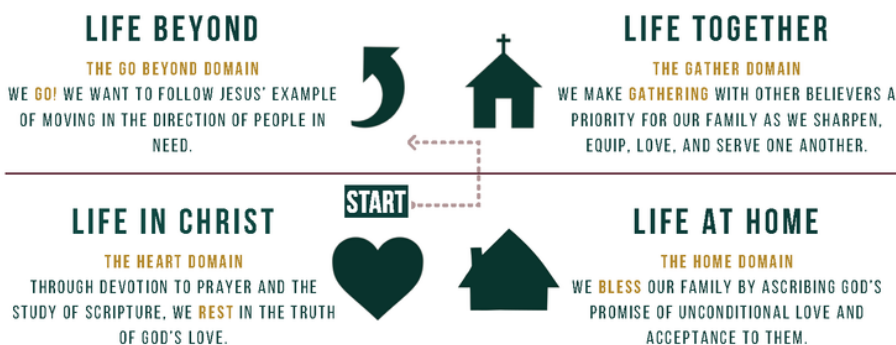 LIFE BEYOND
THE GO BEYOND DOMAIN
WE GO! WE WANT TO FOLLOW JESUS' EXAMPLE
OF MOVING IN THE DIRECTION OF PEOPLE IN
NEED.
LIFE TOGETHER
THE GATHER DOMAIN
WE MAKE GATHERING WITH OTHER BELIEVERS A
PRIORITY FOR OUR FAMILY AS WE SHARPEN,
EQUIP, LOVE, AND SERVE ONE ANOTHER.
START
LIFE IN CHRIST
THE HEART DOMAIN
THROUGH DEVOTION TO PRAYER AND THE
STUDY OF SCRIPTURE, WE REST IN THE TRUTH
OF GOD'S LOVE.
LIFE AT HOME
THE HOME DOMAIN
WE BLESS OUR FAMILY BY ASCRIBING GOD'S
PROMISE OF UNCONDITIONAL LOVE AND
ACCEPTANCE TO THEM.